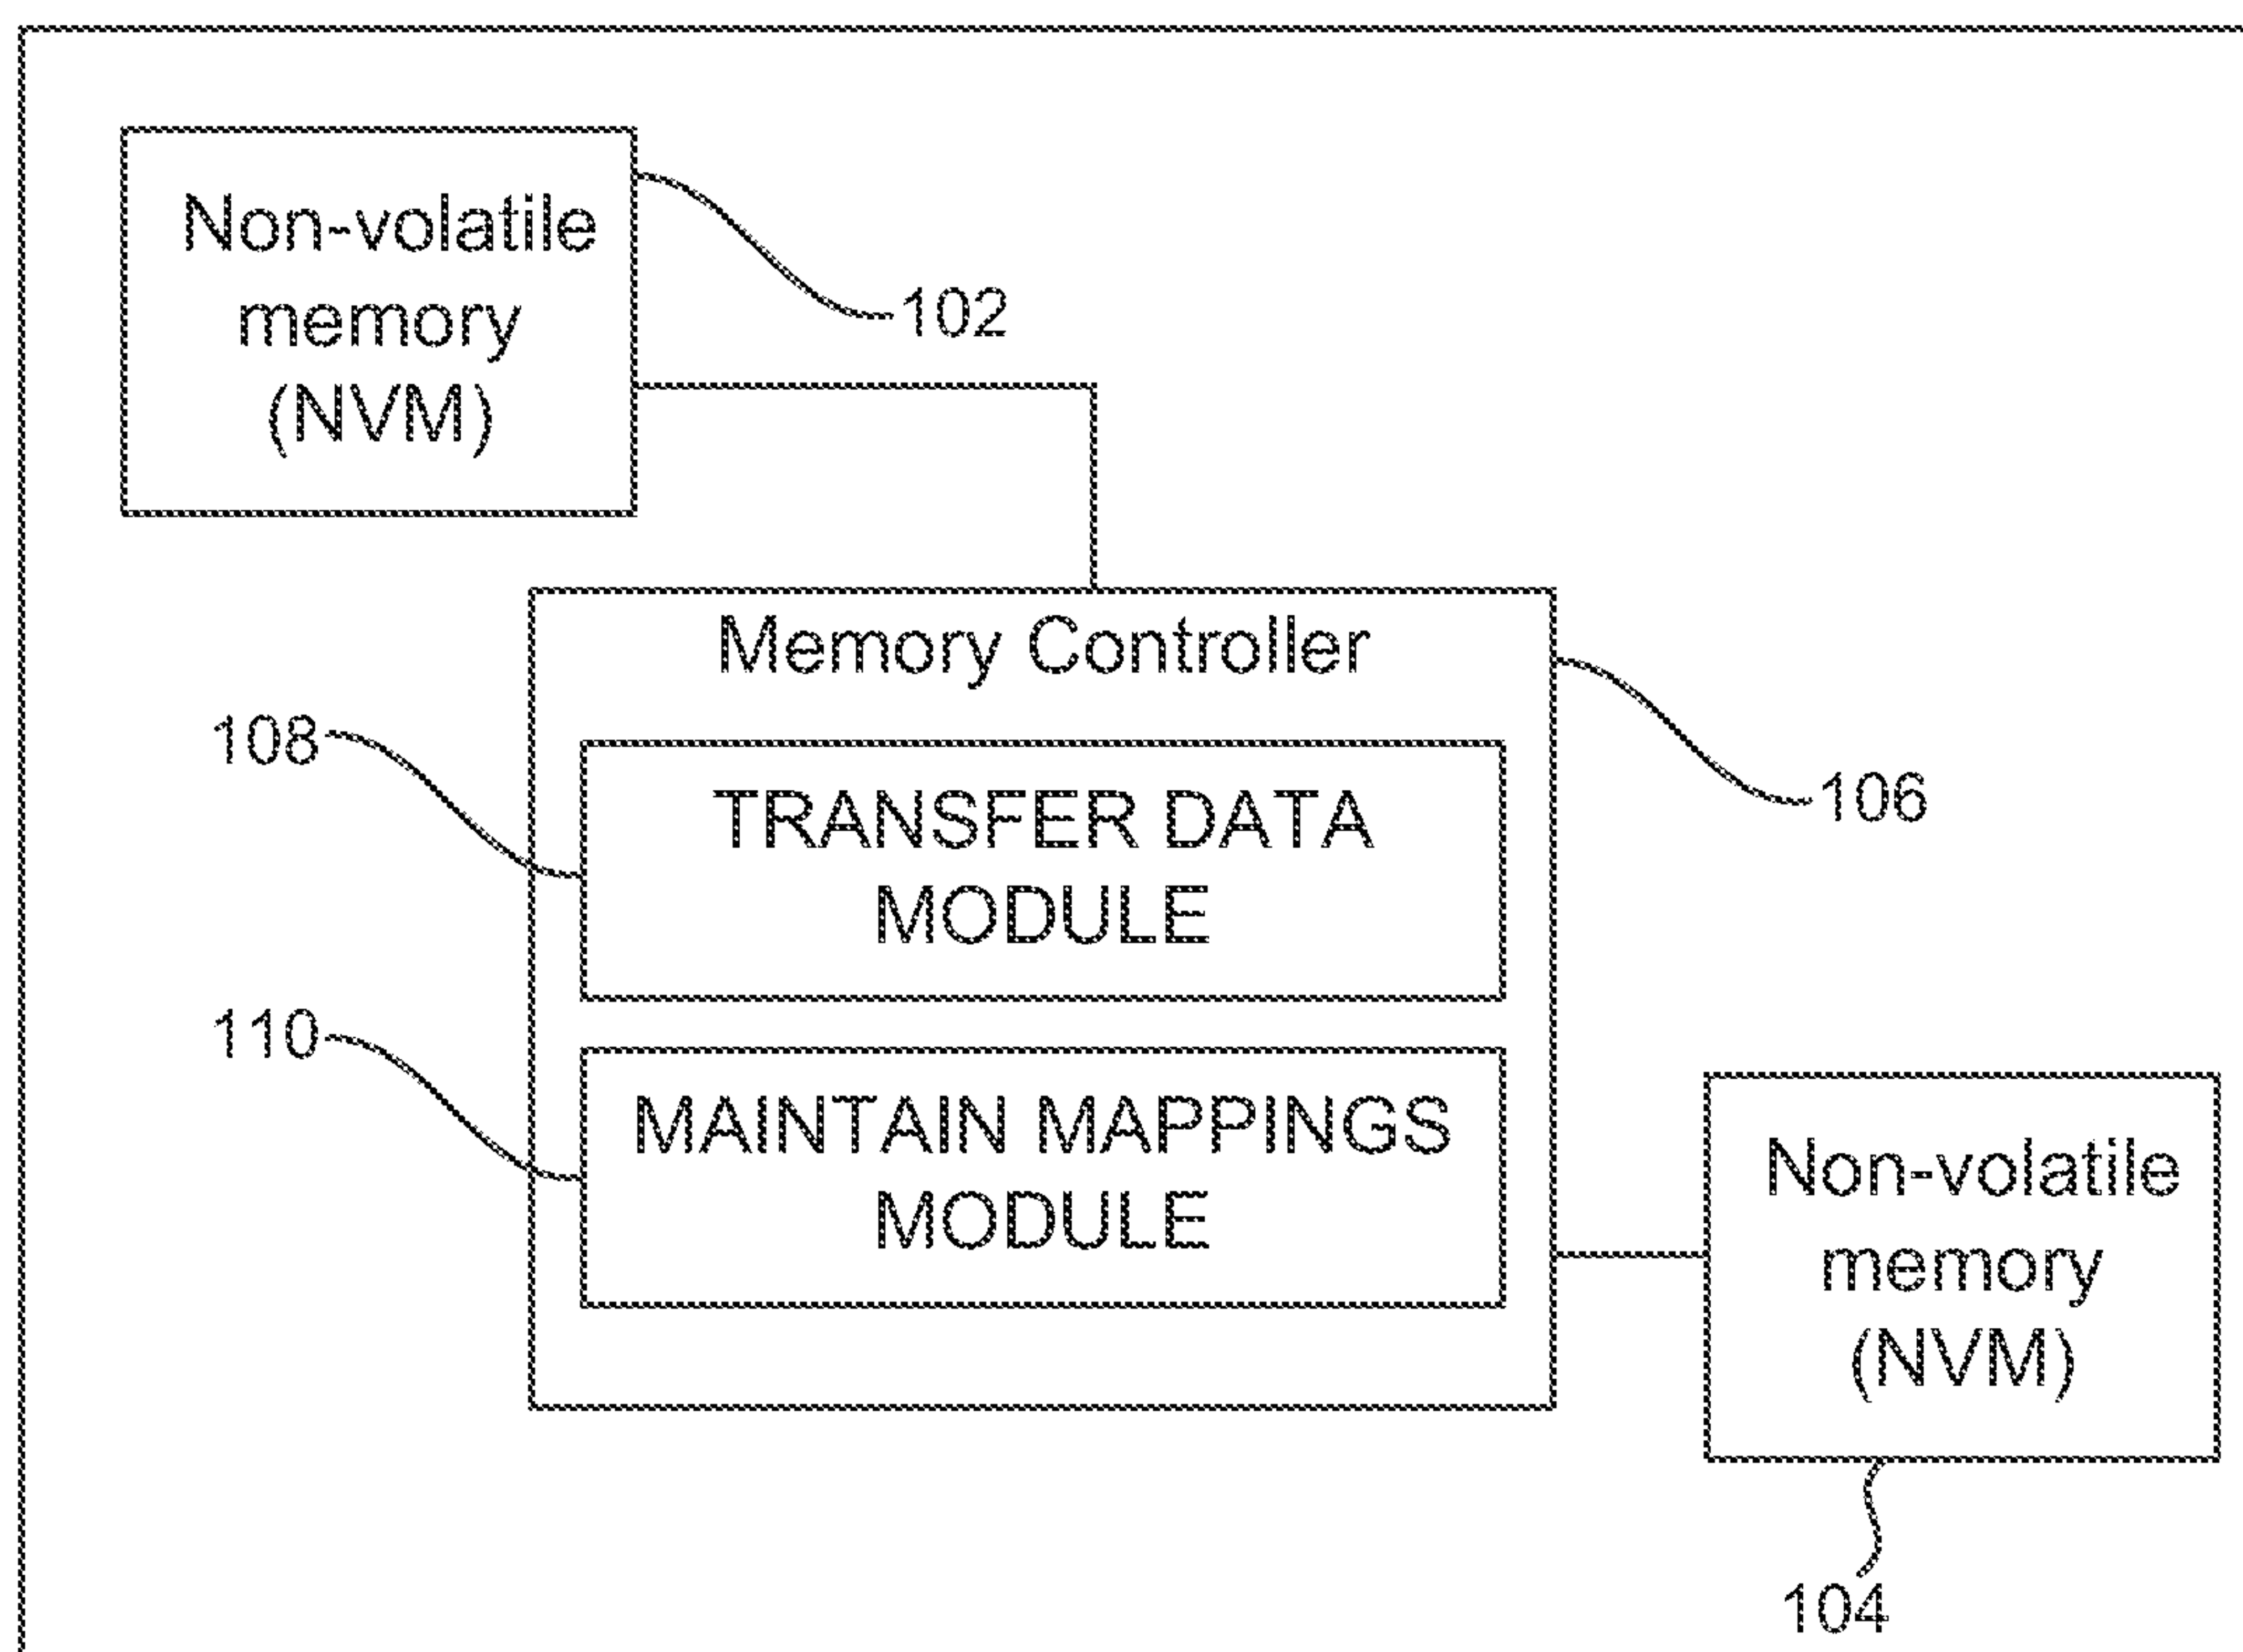 Non-volatile
memory
(NVM)
102
Memory Controller
108
TRANSFER DATA
MODULE
106
110
MAINTAIN MAPPINGS
MODULE
Non-volatile
memory
(NVM)
104